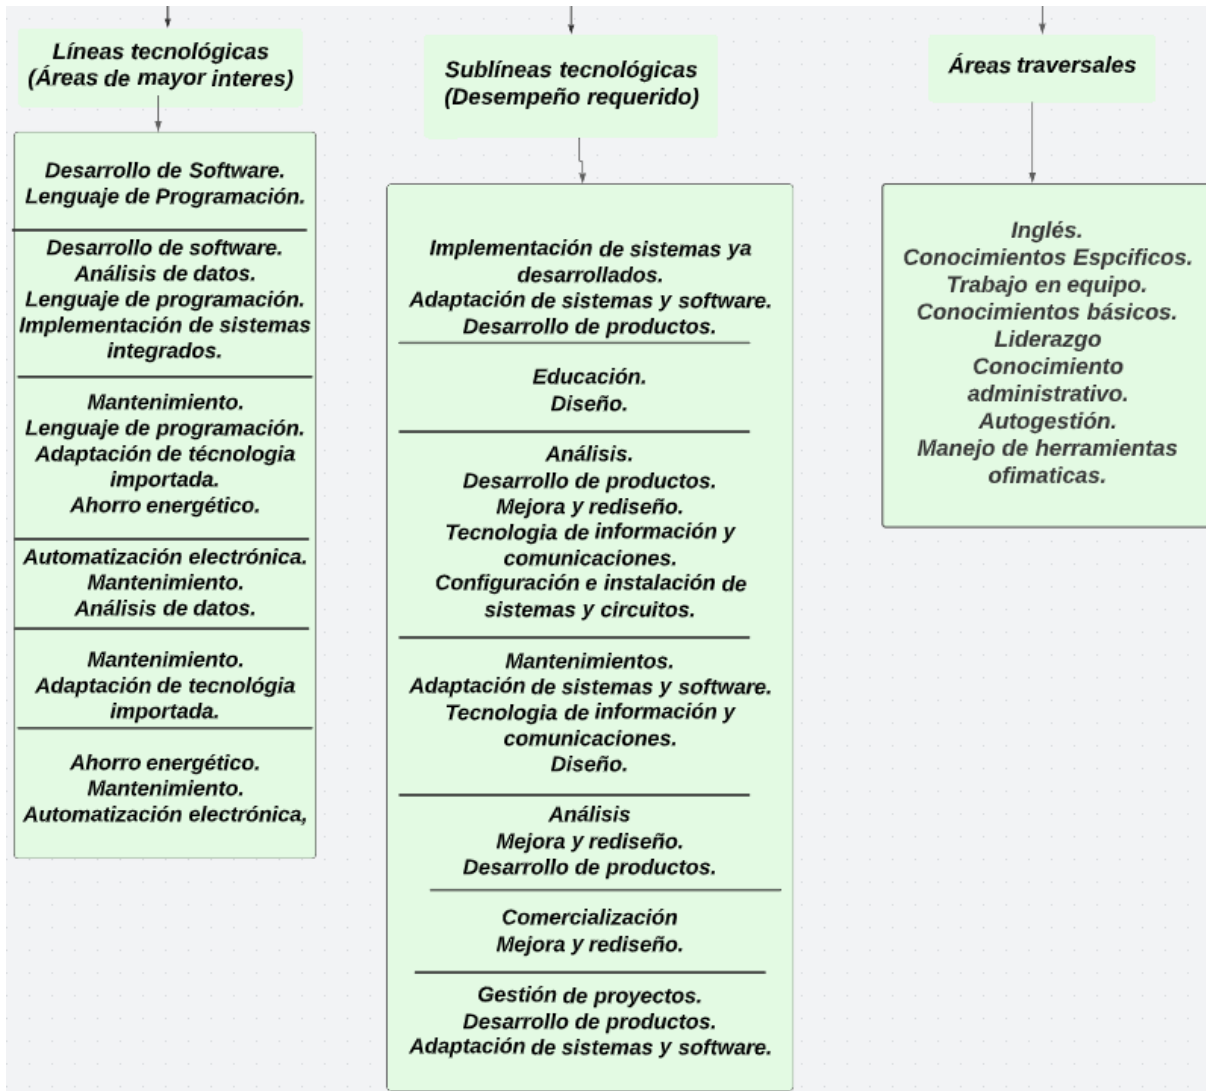 Líneas tecnológicas
(Áreas de mayor interes)
Desarrollo de Software.
Lenguaje de Programación.
Desarrollo de software.
Análisis de datos.
Lenguaje de programación.
Implementación de sistemas
integrados.
Mantenimiento.
Lenguaje de programación.
Adaptación de técnologia
importada.
Ahorro energético.
Automatización electrónica.
Mantenimiento.
Análisis de datos.
Mantenimiento.
Adaptación de tecnológia
importada.
Ahorro energético.
Mantenimiento.
Automatización electrónica,
Sublíneas tecnológicas
(Desempeño requerido)
Implementación de sistemas ya
desarrollados.
Adaptación de sistemas y software.
Desarrollo de productos.
Educación.
Diseño.
Análisis.
Desarrollo de productos.
Mejora y rediseño.
Tecnologia de información y
comunicaciones.
Configuración e instalación de
sistemas y circuitos.
Mantenimientos.
Adaptación de sistemas y software.
Tecnologia de información y
comunicaciones.
Diseño.
Análisis
Mejora y rediseño.
Desarrollo de productos.
Comercialización
Mejora y rediseño.
Gestión de proyectos.
Desarrollo de productos.
Adaptación de sistemas y software.
Áreas traversales
Inglés.
Conocimientos Espcificos.
Trabajo en equipo.
Conocimientos básicos.
Liderazgo
Conocimiento
administrativo.
Autogestión.
Manejo de herramientas
ofimaticas.